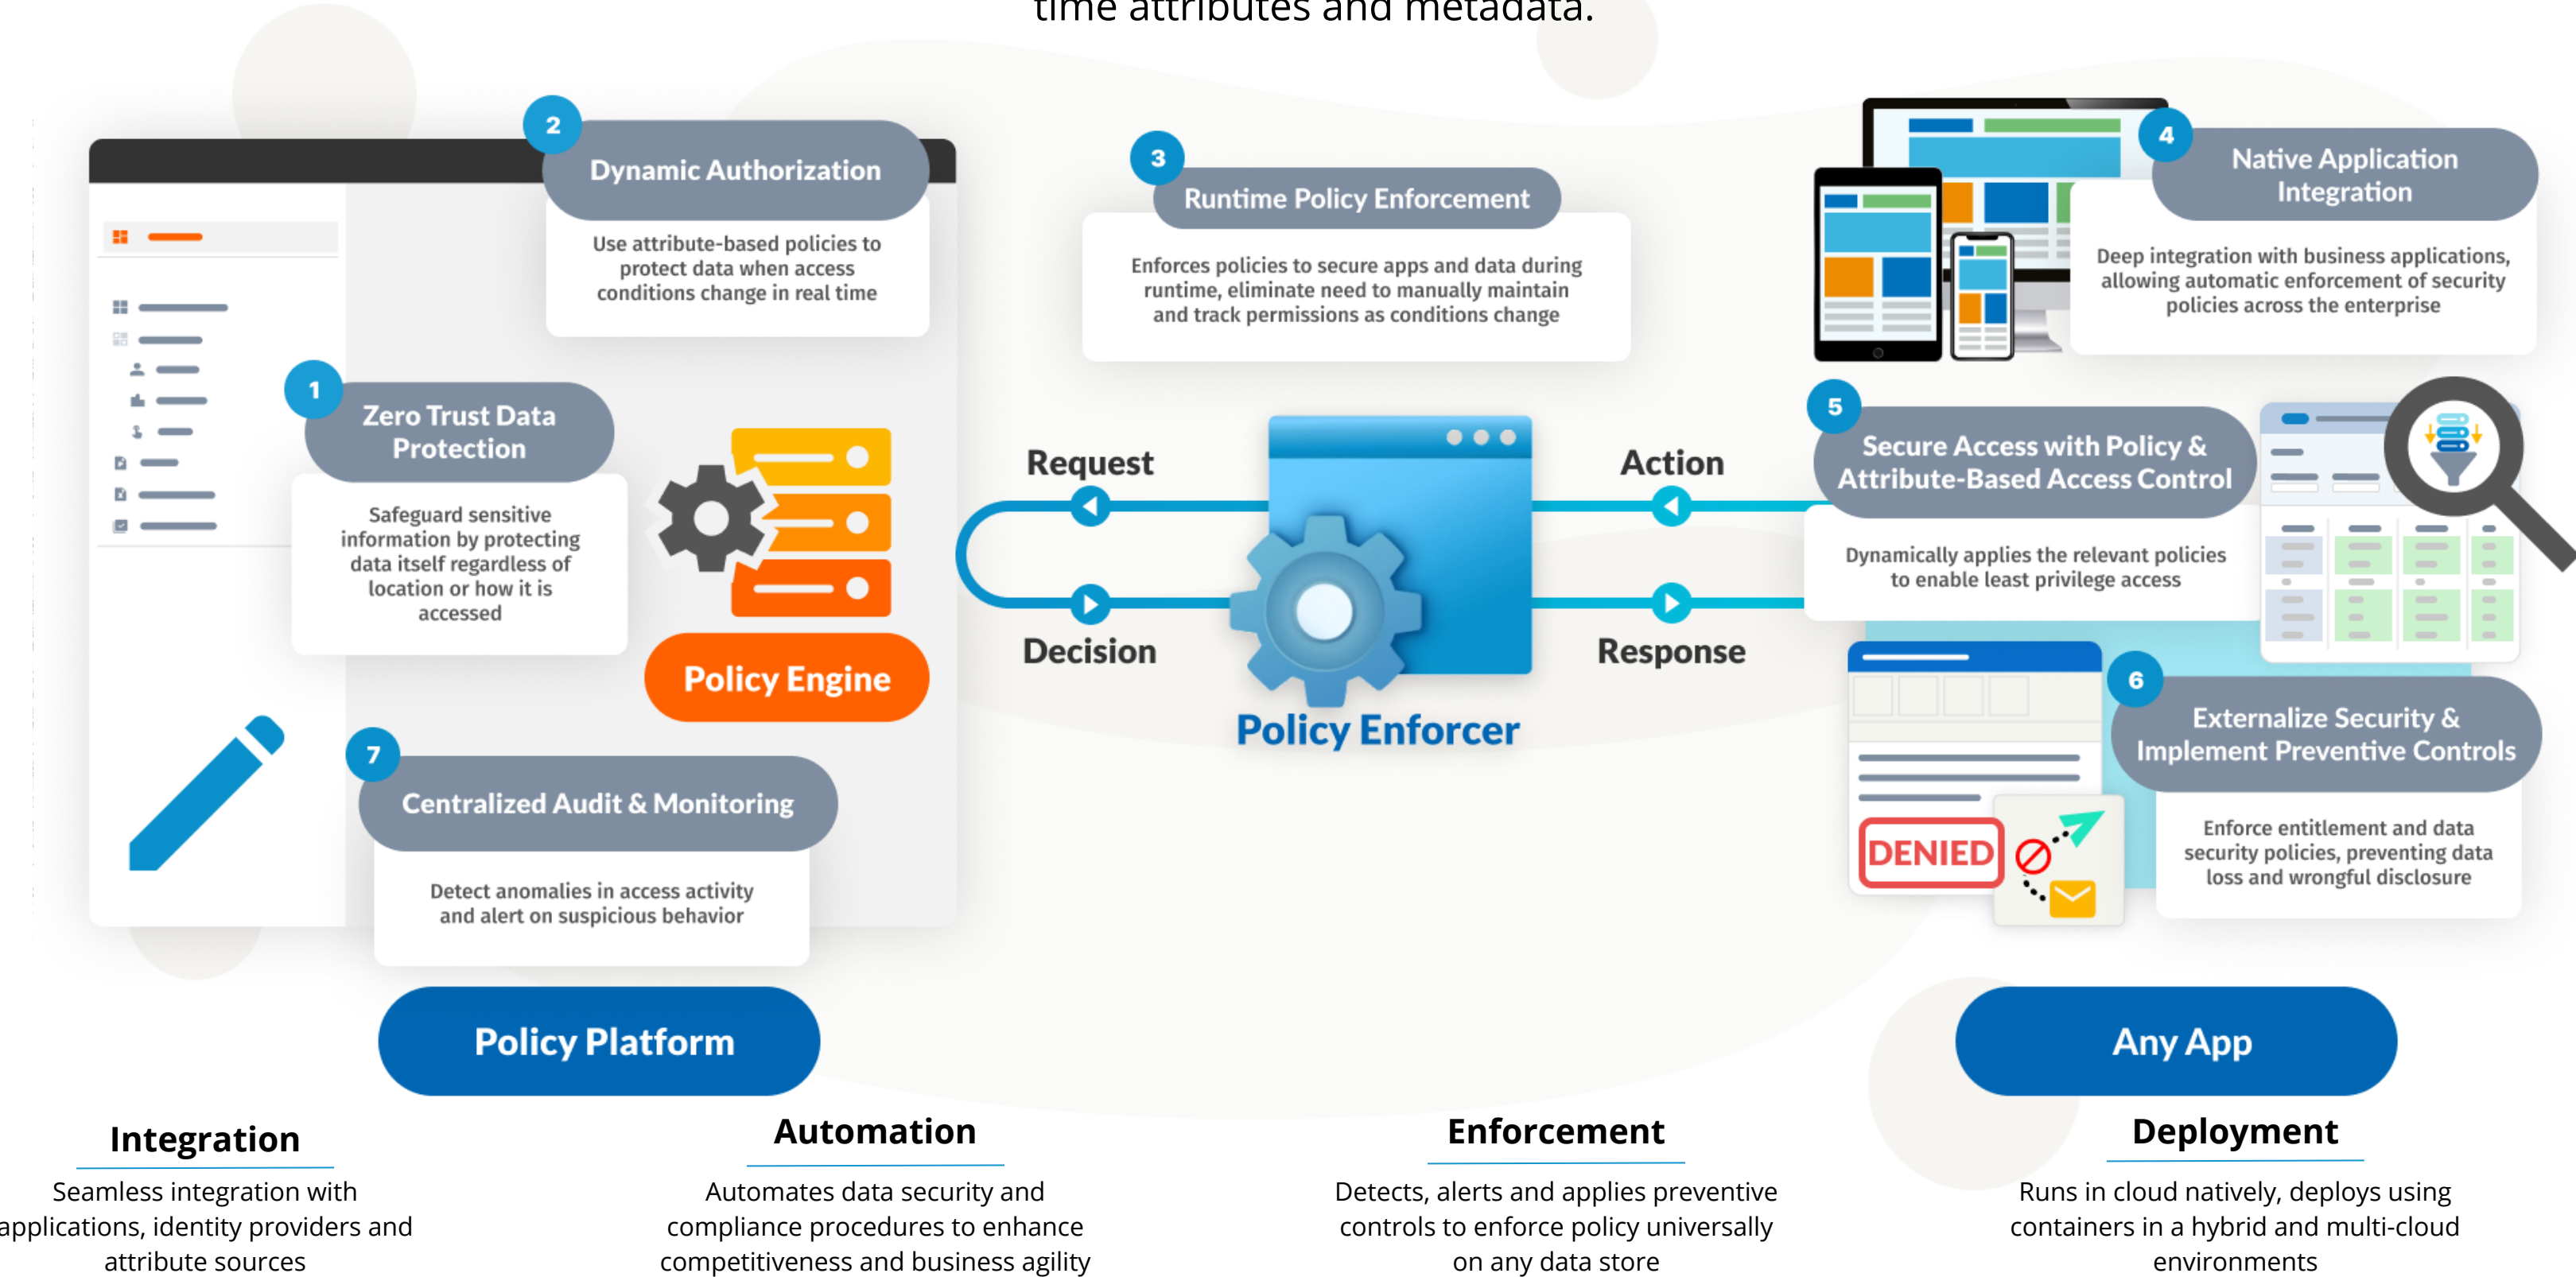 time attributes and metadata.
2
Dynamic Authorization
Use attribute-based policies to
protect data when access
conditions change in real time
1
Zero Trust Data
Protection
Safeguard sensitive
information by protecting
data itself regardless of
location or how it is
accessed
Policy Engine
7
Centralized Audit & Monitoring
Detect anomalies in access activity
and alert on suspicious behavior
Policy Platform
3
Runtime Policy Enforcement
Enforces policies to secure apps and data during
runtime, eliminate need to manually maintain
and track permissions as conditions change
Request
Decision
Action
Response
Policy Enforcer
4
Native Application
Integration
Deep integration with business applications,
allowing automatic enforcement of security
policies across the enterprise
5
Secure Access with Policy &
Attribute-Based Access Control
Dynamically applies the relevant policies
to enable least privilege access
6
Externalize Security &
Implement Preventive Controls
Enforce entitlement and data
security policies, preventing data
loss and wrongful disclosure
DENIED
Any App
Integration
Seamless integration with
applications, identity providers and
attribute sources
Automation
Automates data security and
compliance procedures to enhance
competitiveness and business agility
Enforcement
Detects, alerts and applies preventive
controls to enforce policy universally
on any data store
Deployment
Runs in cloud natively, deploys using
containers in a hybrid and multi-cloud
environments